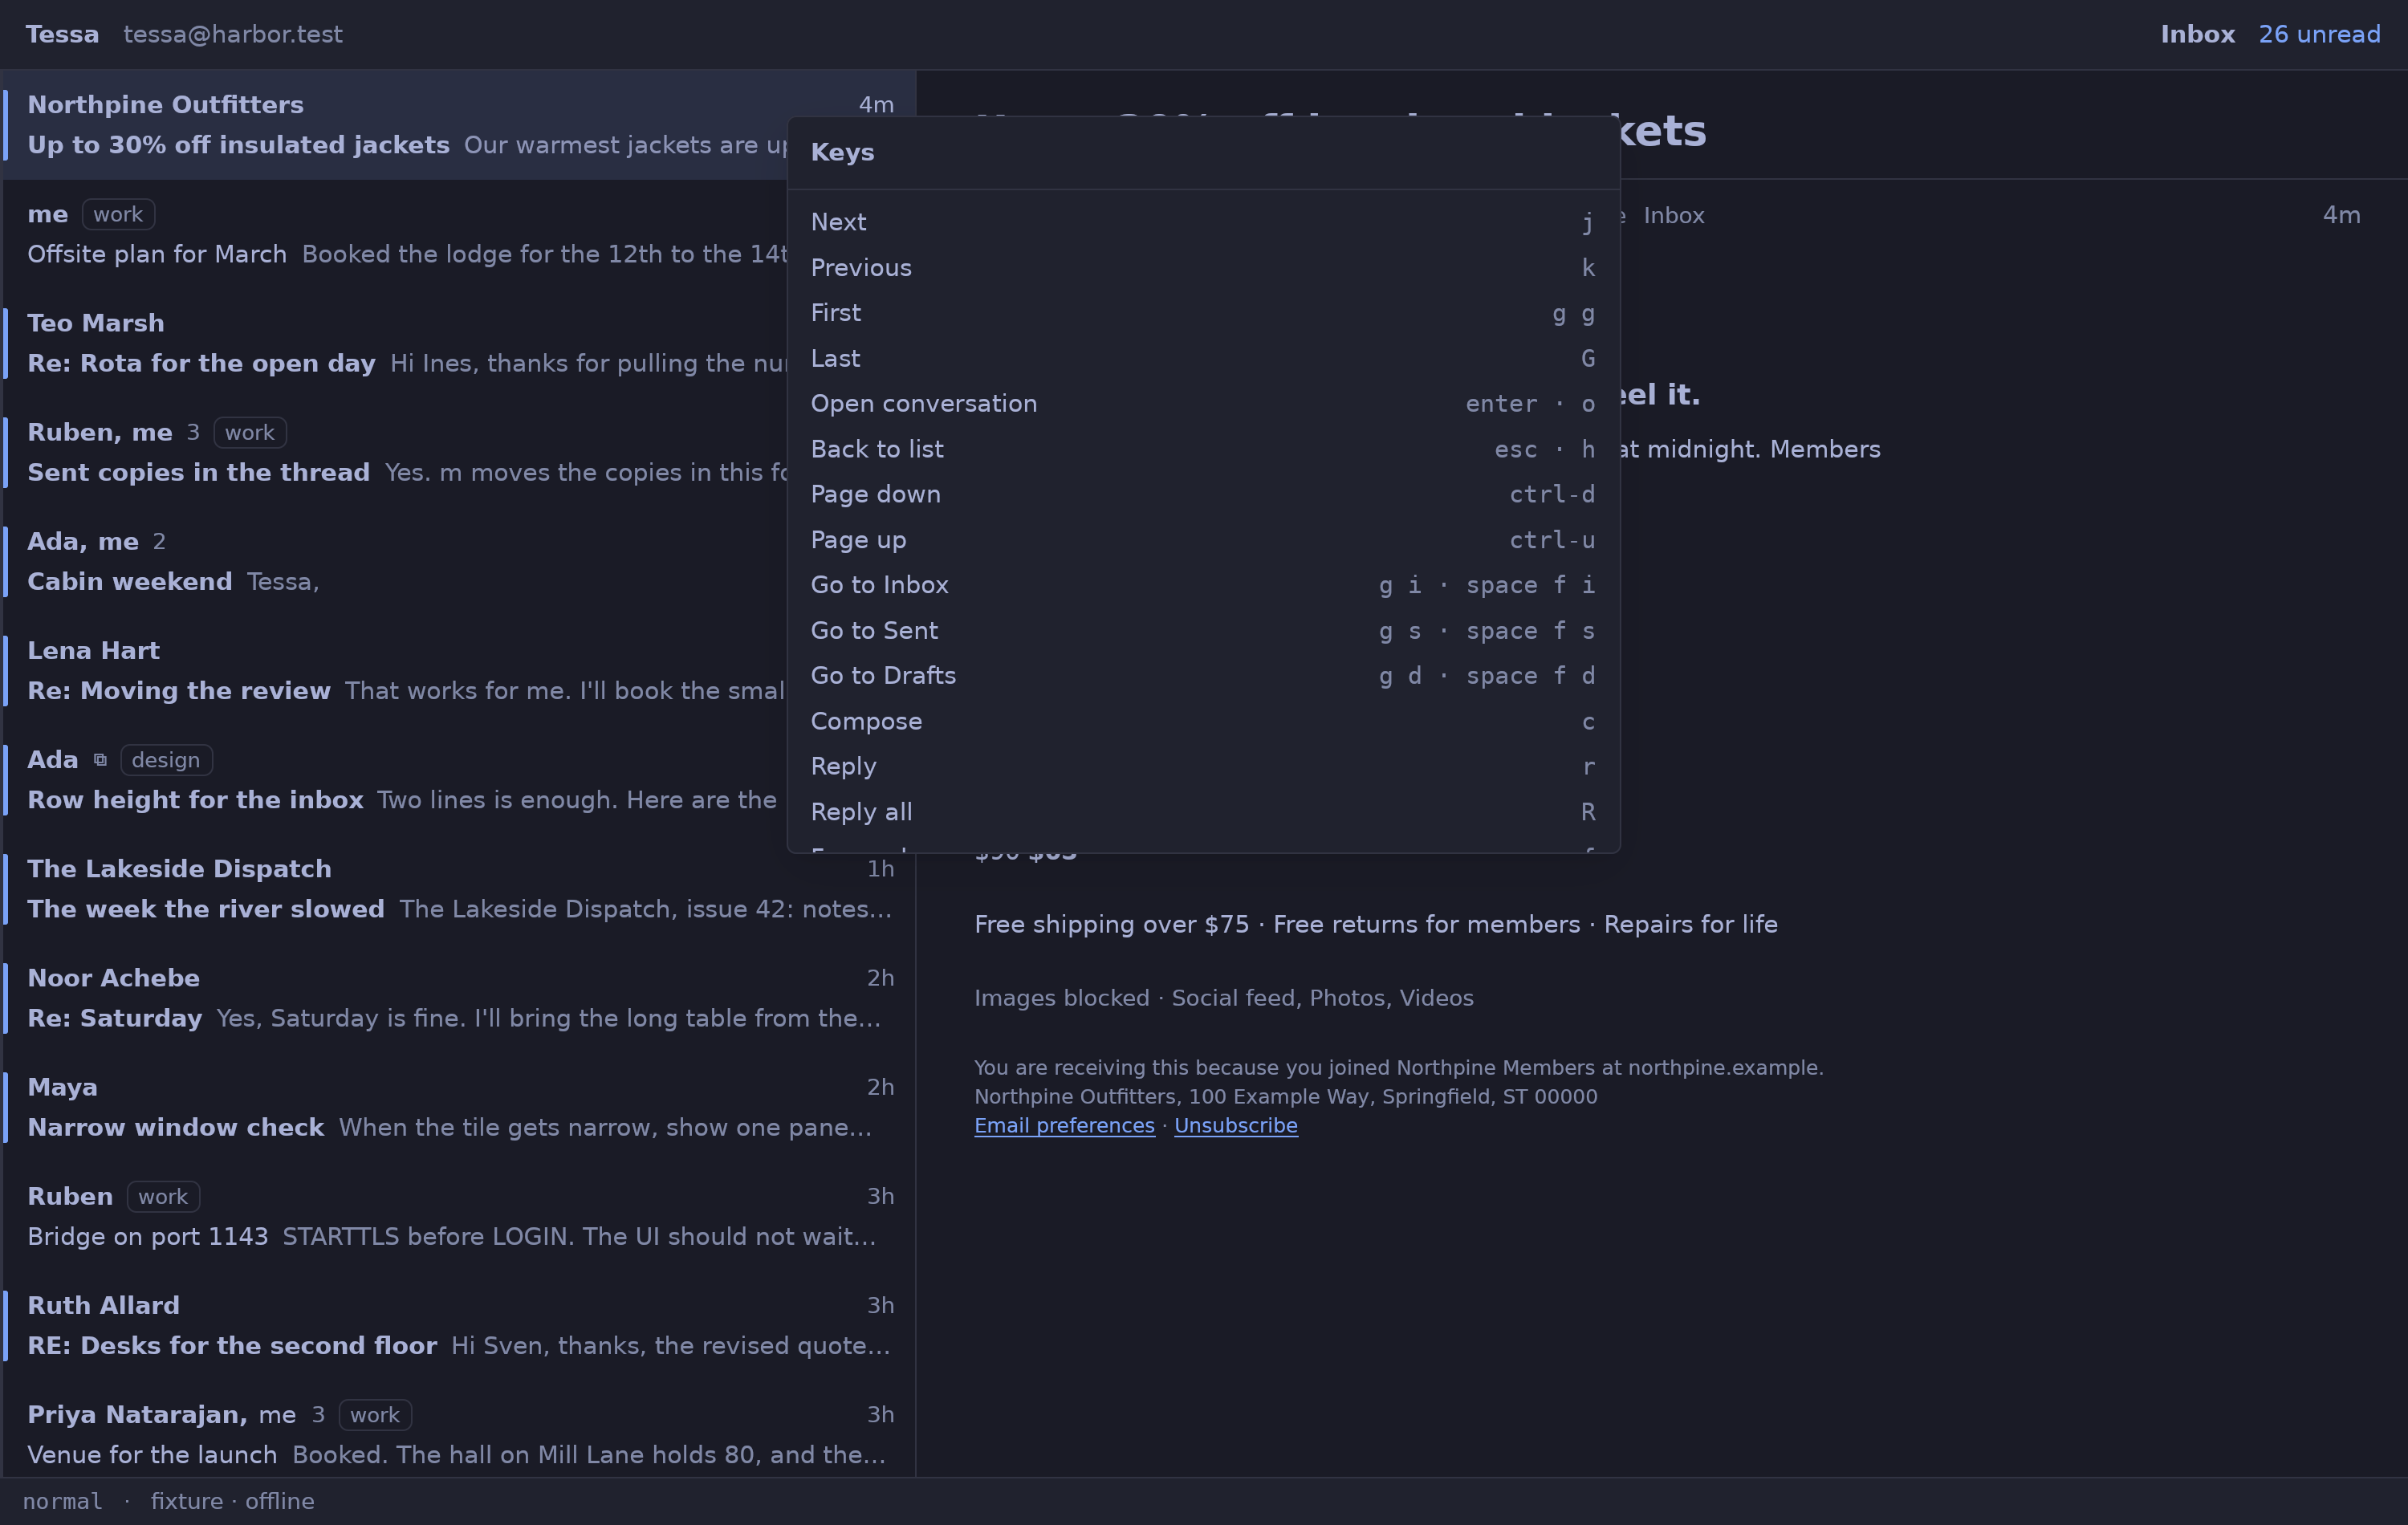 Tessa tessa@harbor.test
Inbox 26 unread
Northpine Outfitters 4m
Up to 30% off insulated jackets Our warmest jackets are up
me work
Offsite plan for March Booked the lodge for the 12th to the 14t
Teo Marsh
Re: Rota for the open day Hi Ines, thanks for pulling the
Ruben, me 3 work
Sent copies in the thread Yes. m moves the copies in this
Ada, me 2
Cabin weekend Tessa,
Lena Hart
Re: Moving the review That works for me. I'll book the smal
Ada design
Row height for the inbox Two lines is enough. Here are the
The Lakeside Dispatch 1h
The week the river slowed The Lakeside Dispatch, issue 42: notes…
Noor Achebe 2h
Re: Saturday Yes, Saturday is fine. I'll bring the long table from the…
Maya 2h
Narrow window check When the tile gets narrow, show one pane…
Ruben work 3h
Bridge on port 1143 STARTTLS before LOGIN. The UI should not wait…
Ruth Allard 3h
RE: Desks for the second floor Hi Sven, thanks, the revised quote…
Priya Natarajan, me 3 work 3h
Venue for the launch Booked. The hall on Mill Lane holds 80, and the…
Keys
Next j
Previous k
First g g
Last G
Open conversation enter · o
Back to list esc · h
Page down ctrl-d
Page up ctrl-u
Go to Inbox g i · space f i
Go to Sent g s · space f s
Go to Drafts g d · space f d
Compose c
Reply r
Reply all R
kets
Inbox 4m
eel it.
at midnight. Members
Free shipping over $75 · Free returns for members · Repairs for life
Images blocked · Social feed, Photos, Videos
You are receiving this because you joined Northpine Members at northpine.example.
Northpine Outfitters, 100 Example Way, Springfield, ST 00000
Email preferences · Unsubscribe
normal · fixture · offline